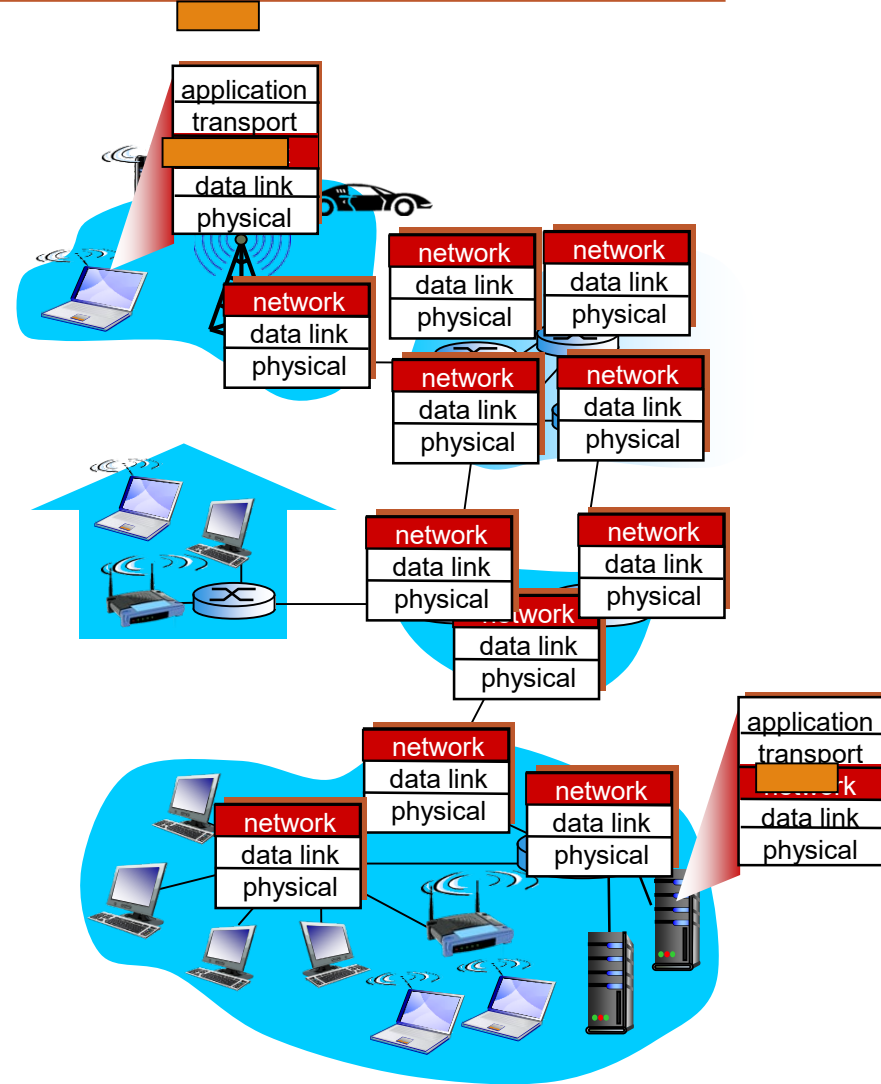 application
transport
data link
physical
network
data link
physical
network
data link
physical
network
data link
physical
network
data link
physical
network
data link
physical
network
data link
physical
network
data link
physical
network
data link
physical
network
data link
physical
network
data link
physical
network
data link
physical
application
transport
network
data link
physical